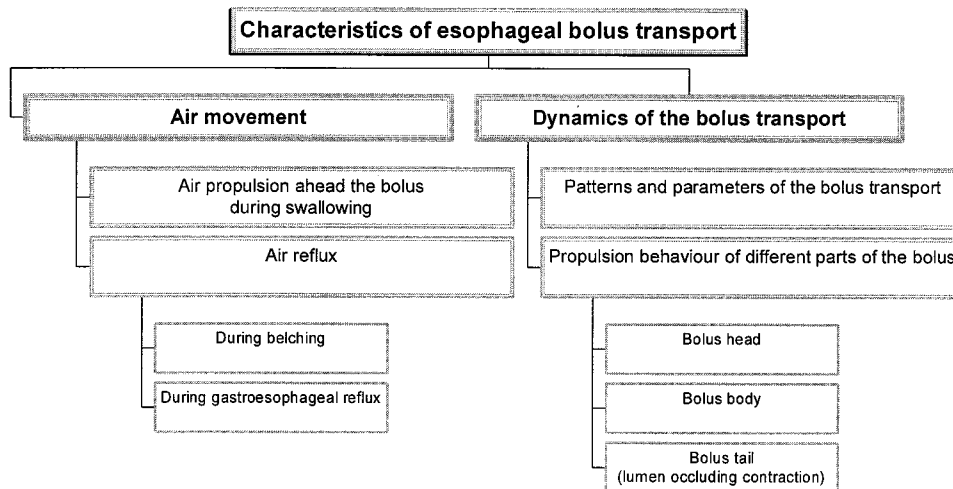 Characteristics of esophageal bolus transport
Air movement
Air propulsion ahead the bolus
during swallowing
Air reflux
During belching
During gastroesophageal reflux
Dynamics of the bolus transport
Patterns and parameters of the bolus transport
Propulsion behaviour of different parts of the bolus
Bolus head
Bolus body
Bolus tail
(lumen occluding contraction)